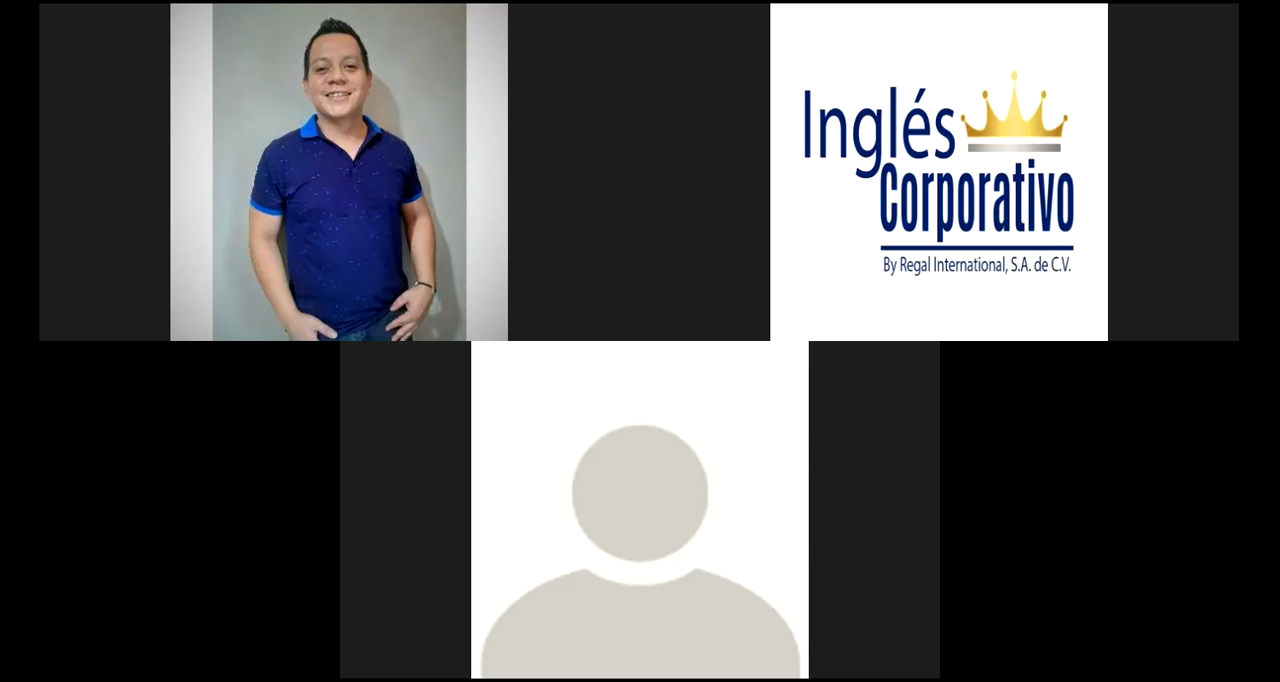 Inglés
Corporativo
By Regal International, S.A. de C.V.